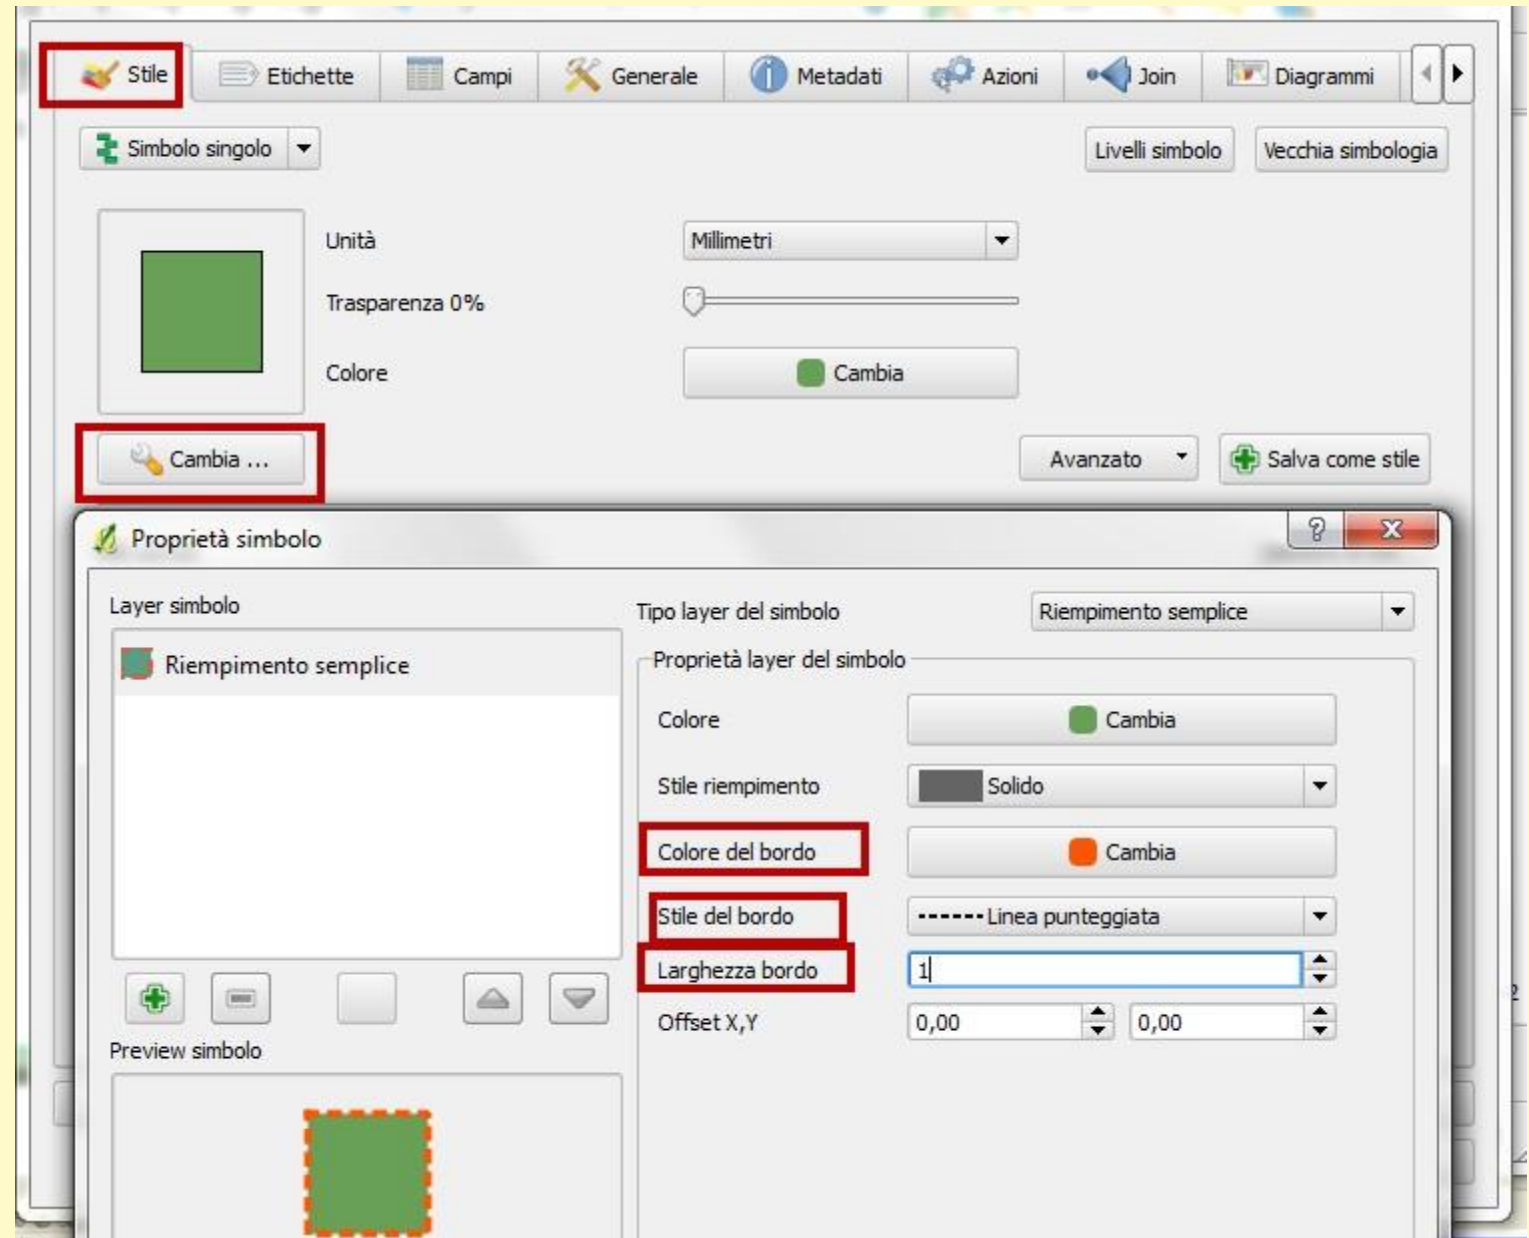 Stile Etichette Campi Generale Metadati Azioni Join Diagrammi
Simbolo singolo Livelli simbolo Vecchia simbologia
Unità Millimetri
Trasparenza 0%
Colore Cambia
Cambia ... Avanzato Salva come stile
Proprietà simbolo ? X
Layer simbolo
Riempimento semplice
Tipo layer del simbolo Riempimento semplice
Proprietà layer del simbolo
Colore Cambia
Stile riempimento Solido
Colore del bordo Cambia
Stile del bordo Linea punteggiata
Larghezza bordo 1
Offset X,Y 0,00 0,00
Preview simbolo
2